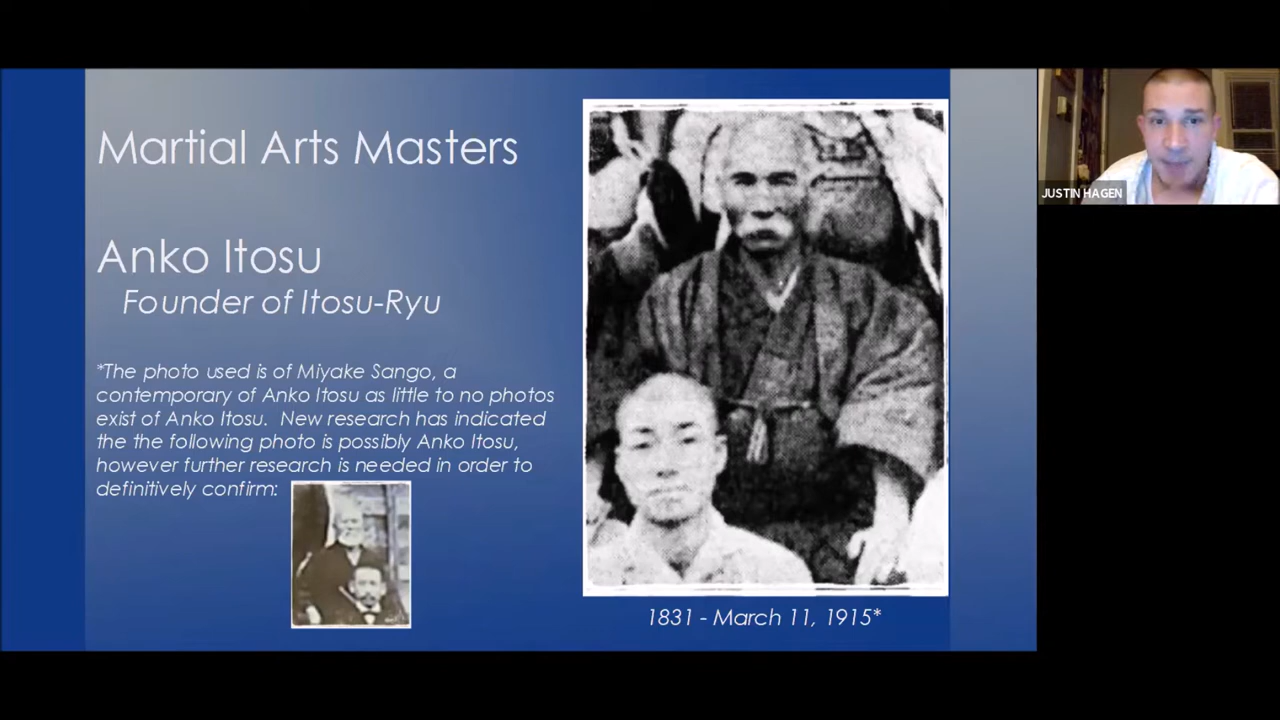 Martial Arts Masters
Anko Itosu
Founder of Itosu-Ryu
*The photo used is of Miyake Sango, a
contemporary of Anko Itosu as little to no photos
exist of Anko Itosu. New research has indicated
the the following photo is possibly Anko Itosu,
however further research is needed in order to
definitively confirm:
1831 - March 11, 1915*
JUSTIN HAGEN